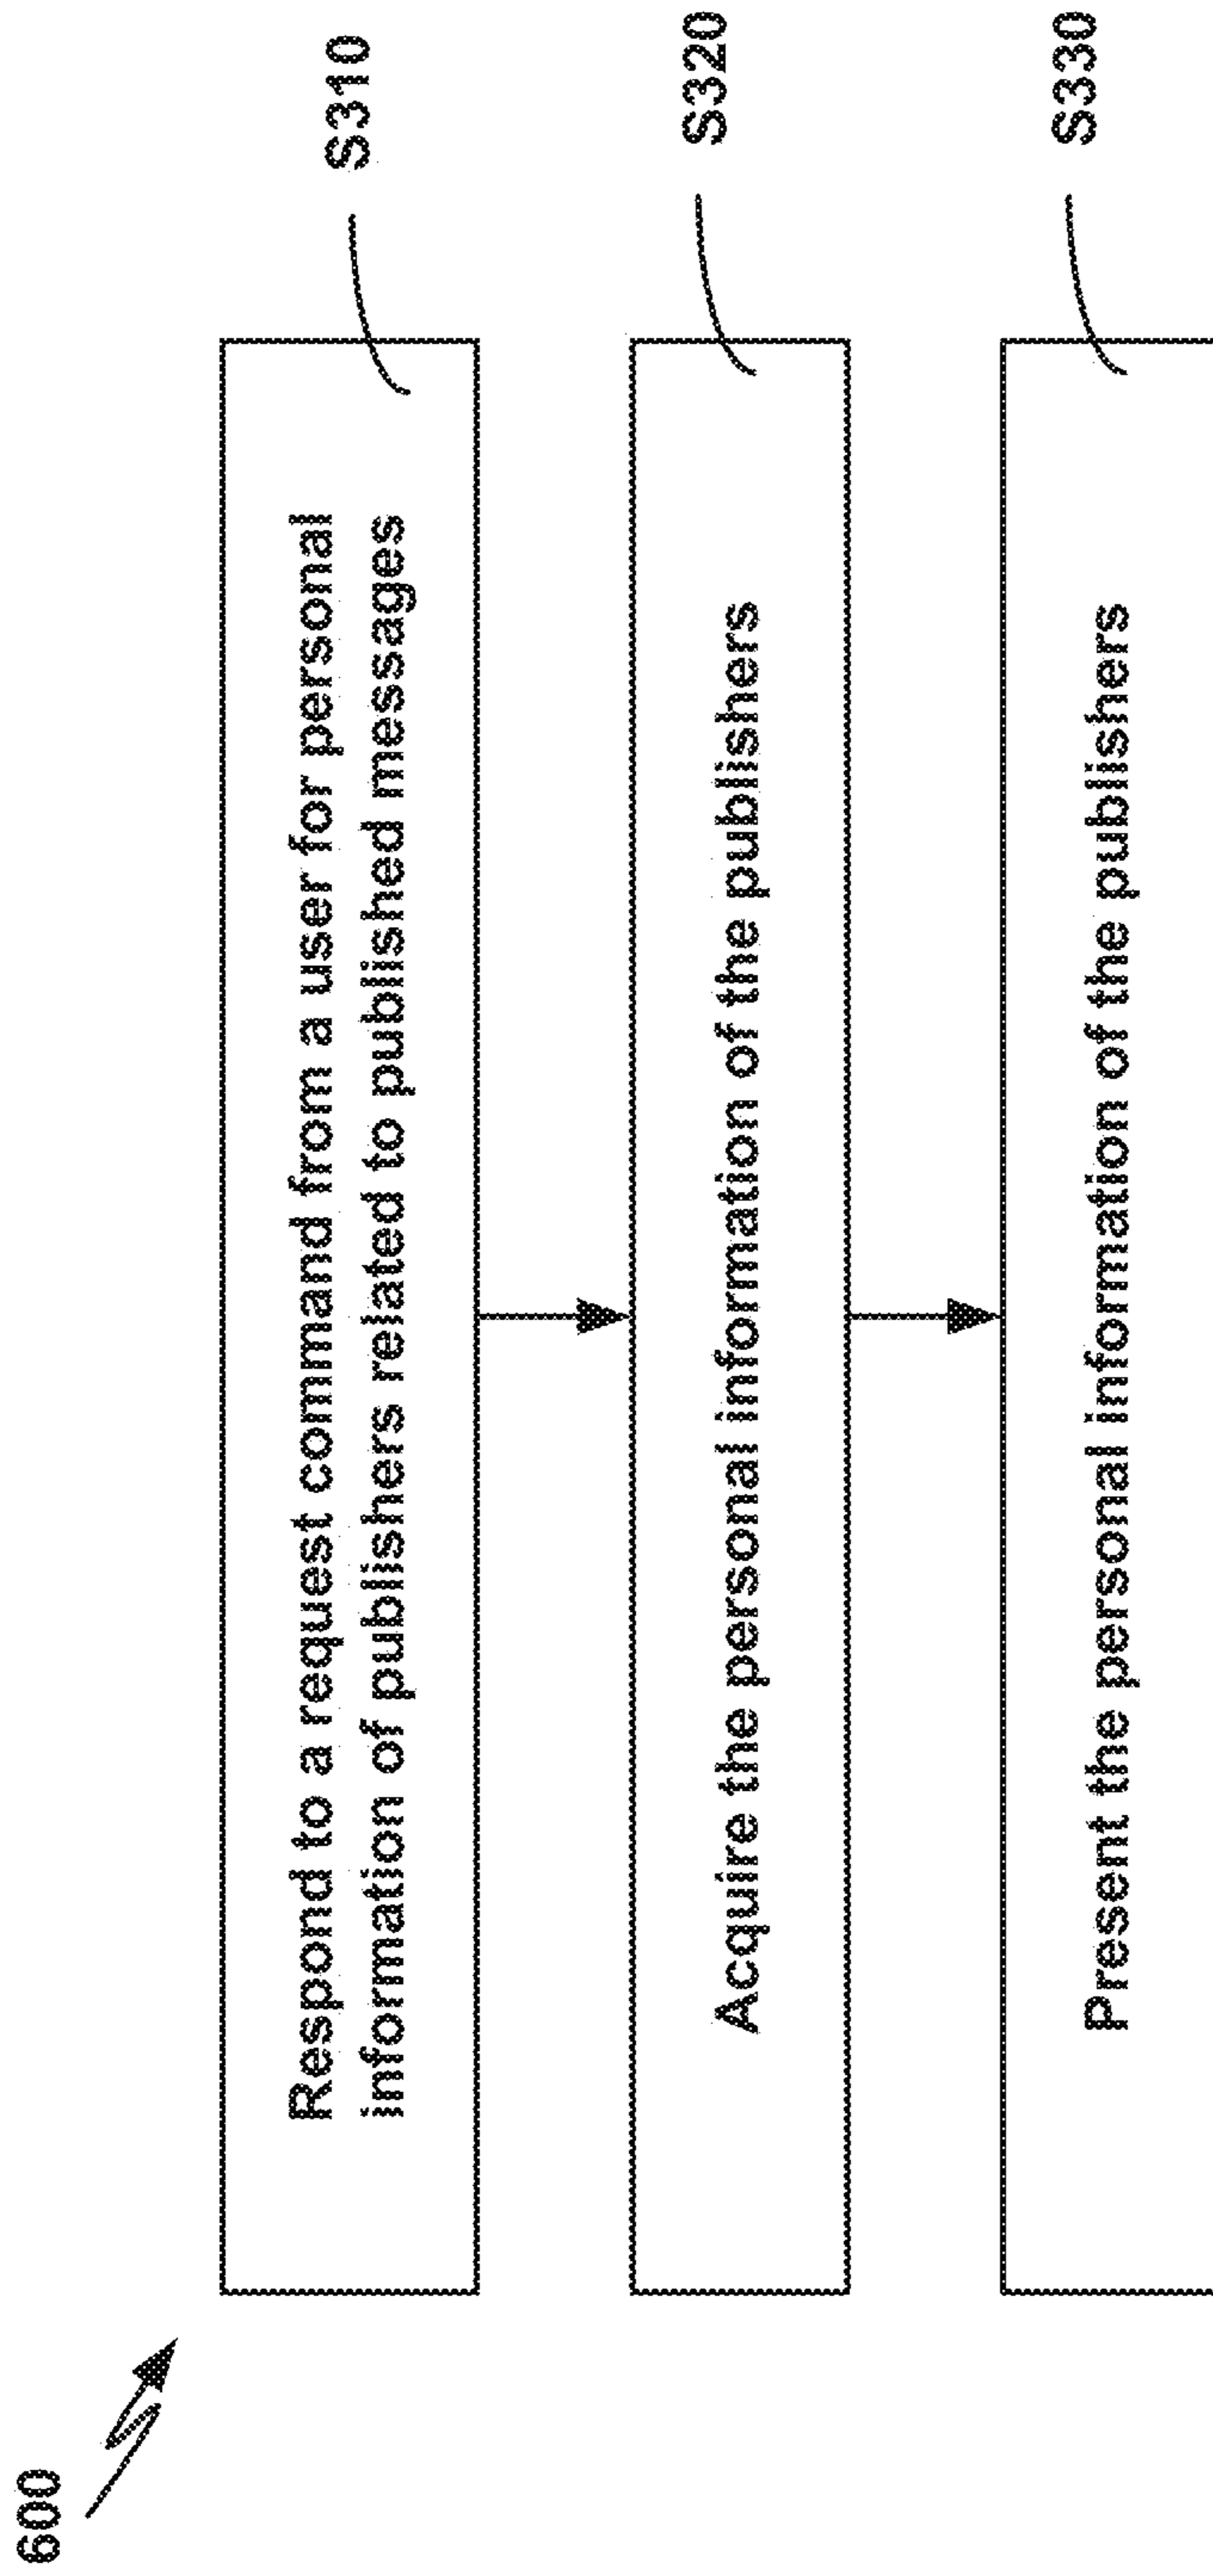 600
Respond to a request command from a user for personal
information of publishers related to published messages
S310
Acquire the personal information of the publishers
S320
Present the personal information of the publishers
S330